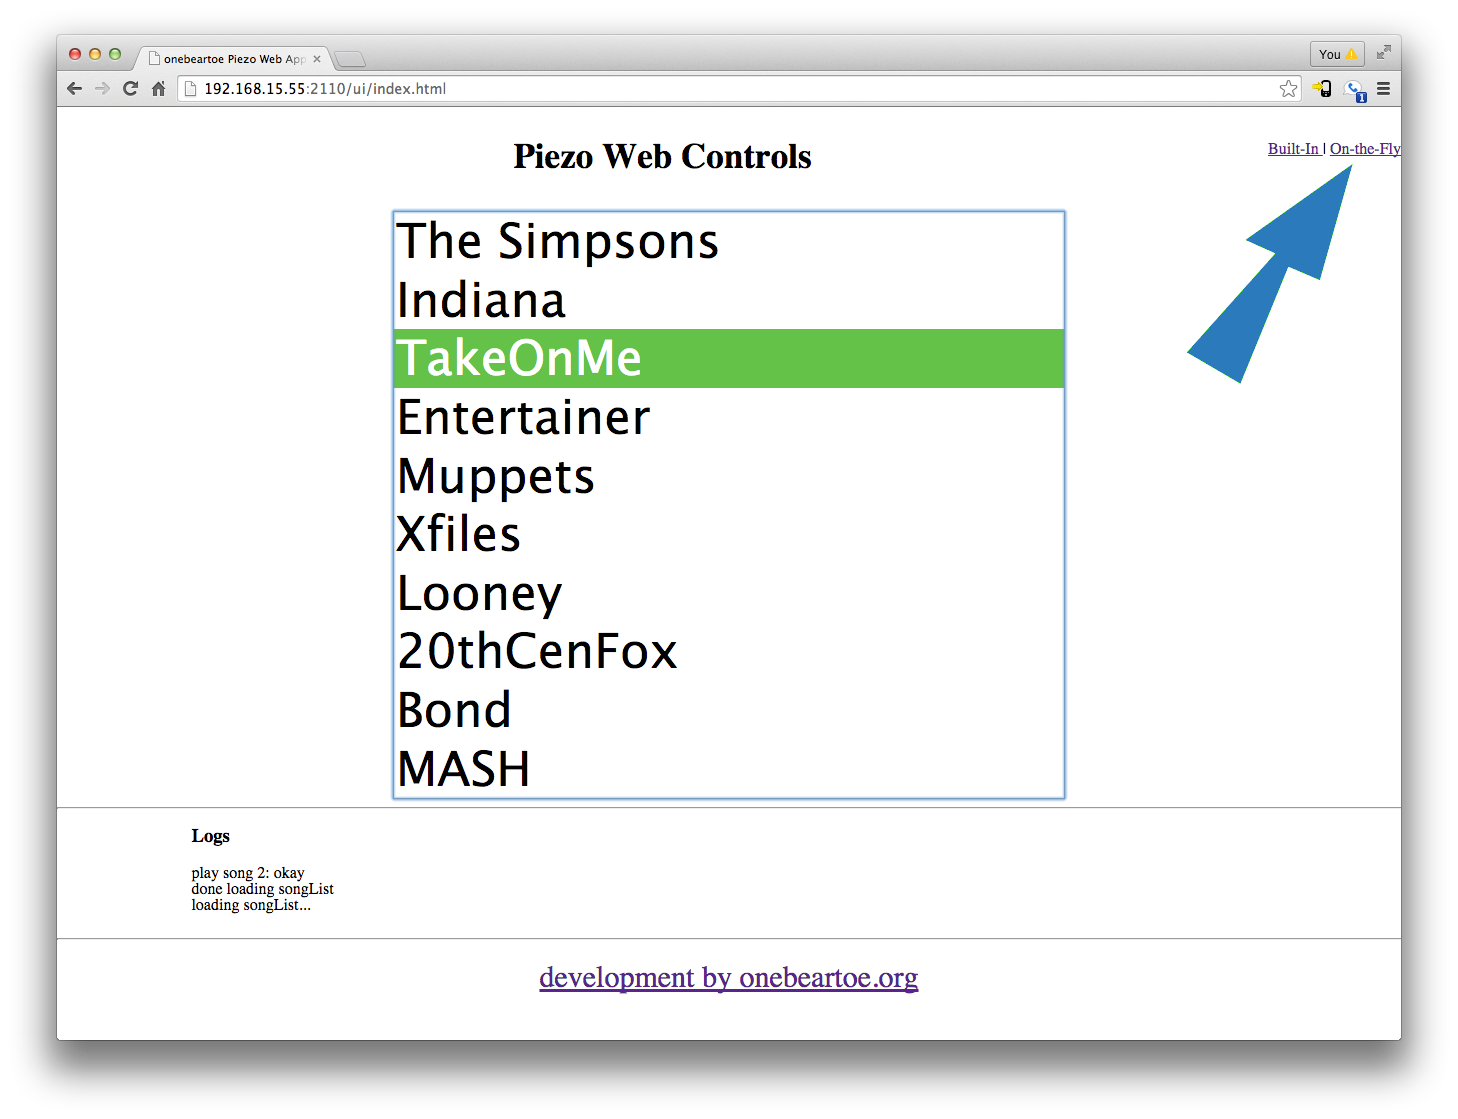 onebeartoe Piezo Web App
You
192.168.15.55:2110/ui/index.html
1
Piezo Web Controls
Built-In | On-the-Fly
The Simpsons
Indiana
TakeOnMe
Entertainer
Muppets
Xfiles
Looney
20thCenFox
Bond
MASH
Logs
play song 2: okay
done loading songList
loading songList...
development by onebeartoe.org